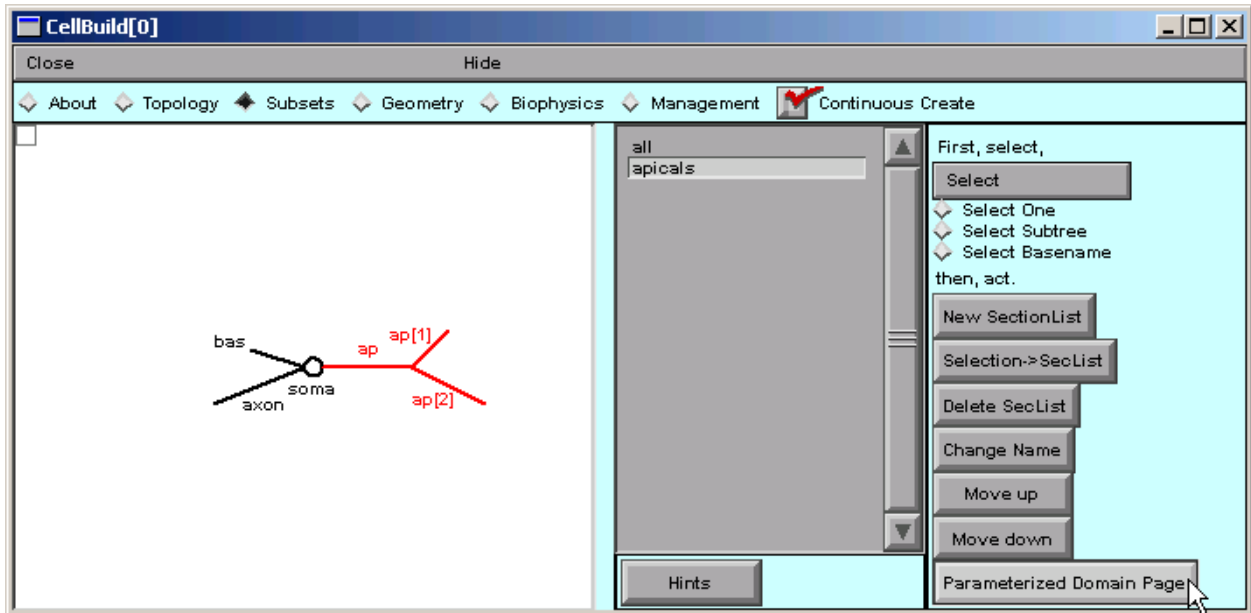 CellBuild[0]
Close Hide
About Topology Subsets Geometry Biophysics Management Continuous Create
bas
soma
axon
ap
ap[1]
ap[2]
all
apicals
Hints
First, select,
Select
Select One
Select Subtree
Select Basename
then, act.
New SectionList
Selection->SecList
Delete SecList
Change Name
Move up
Move down
Parameterized Domain Page